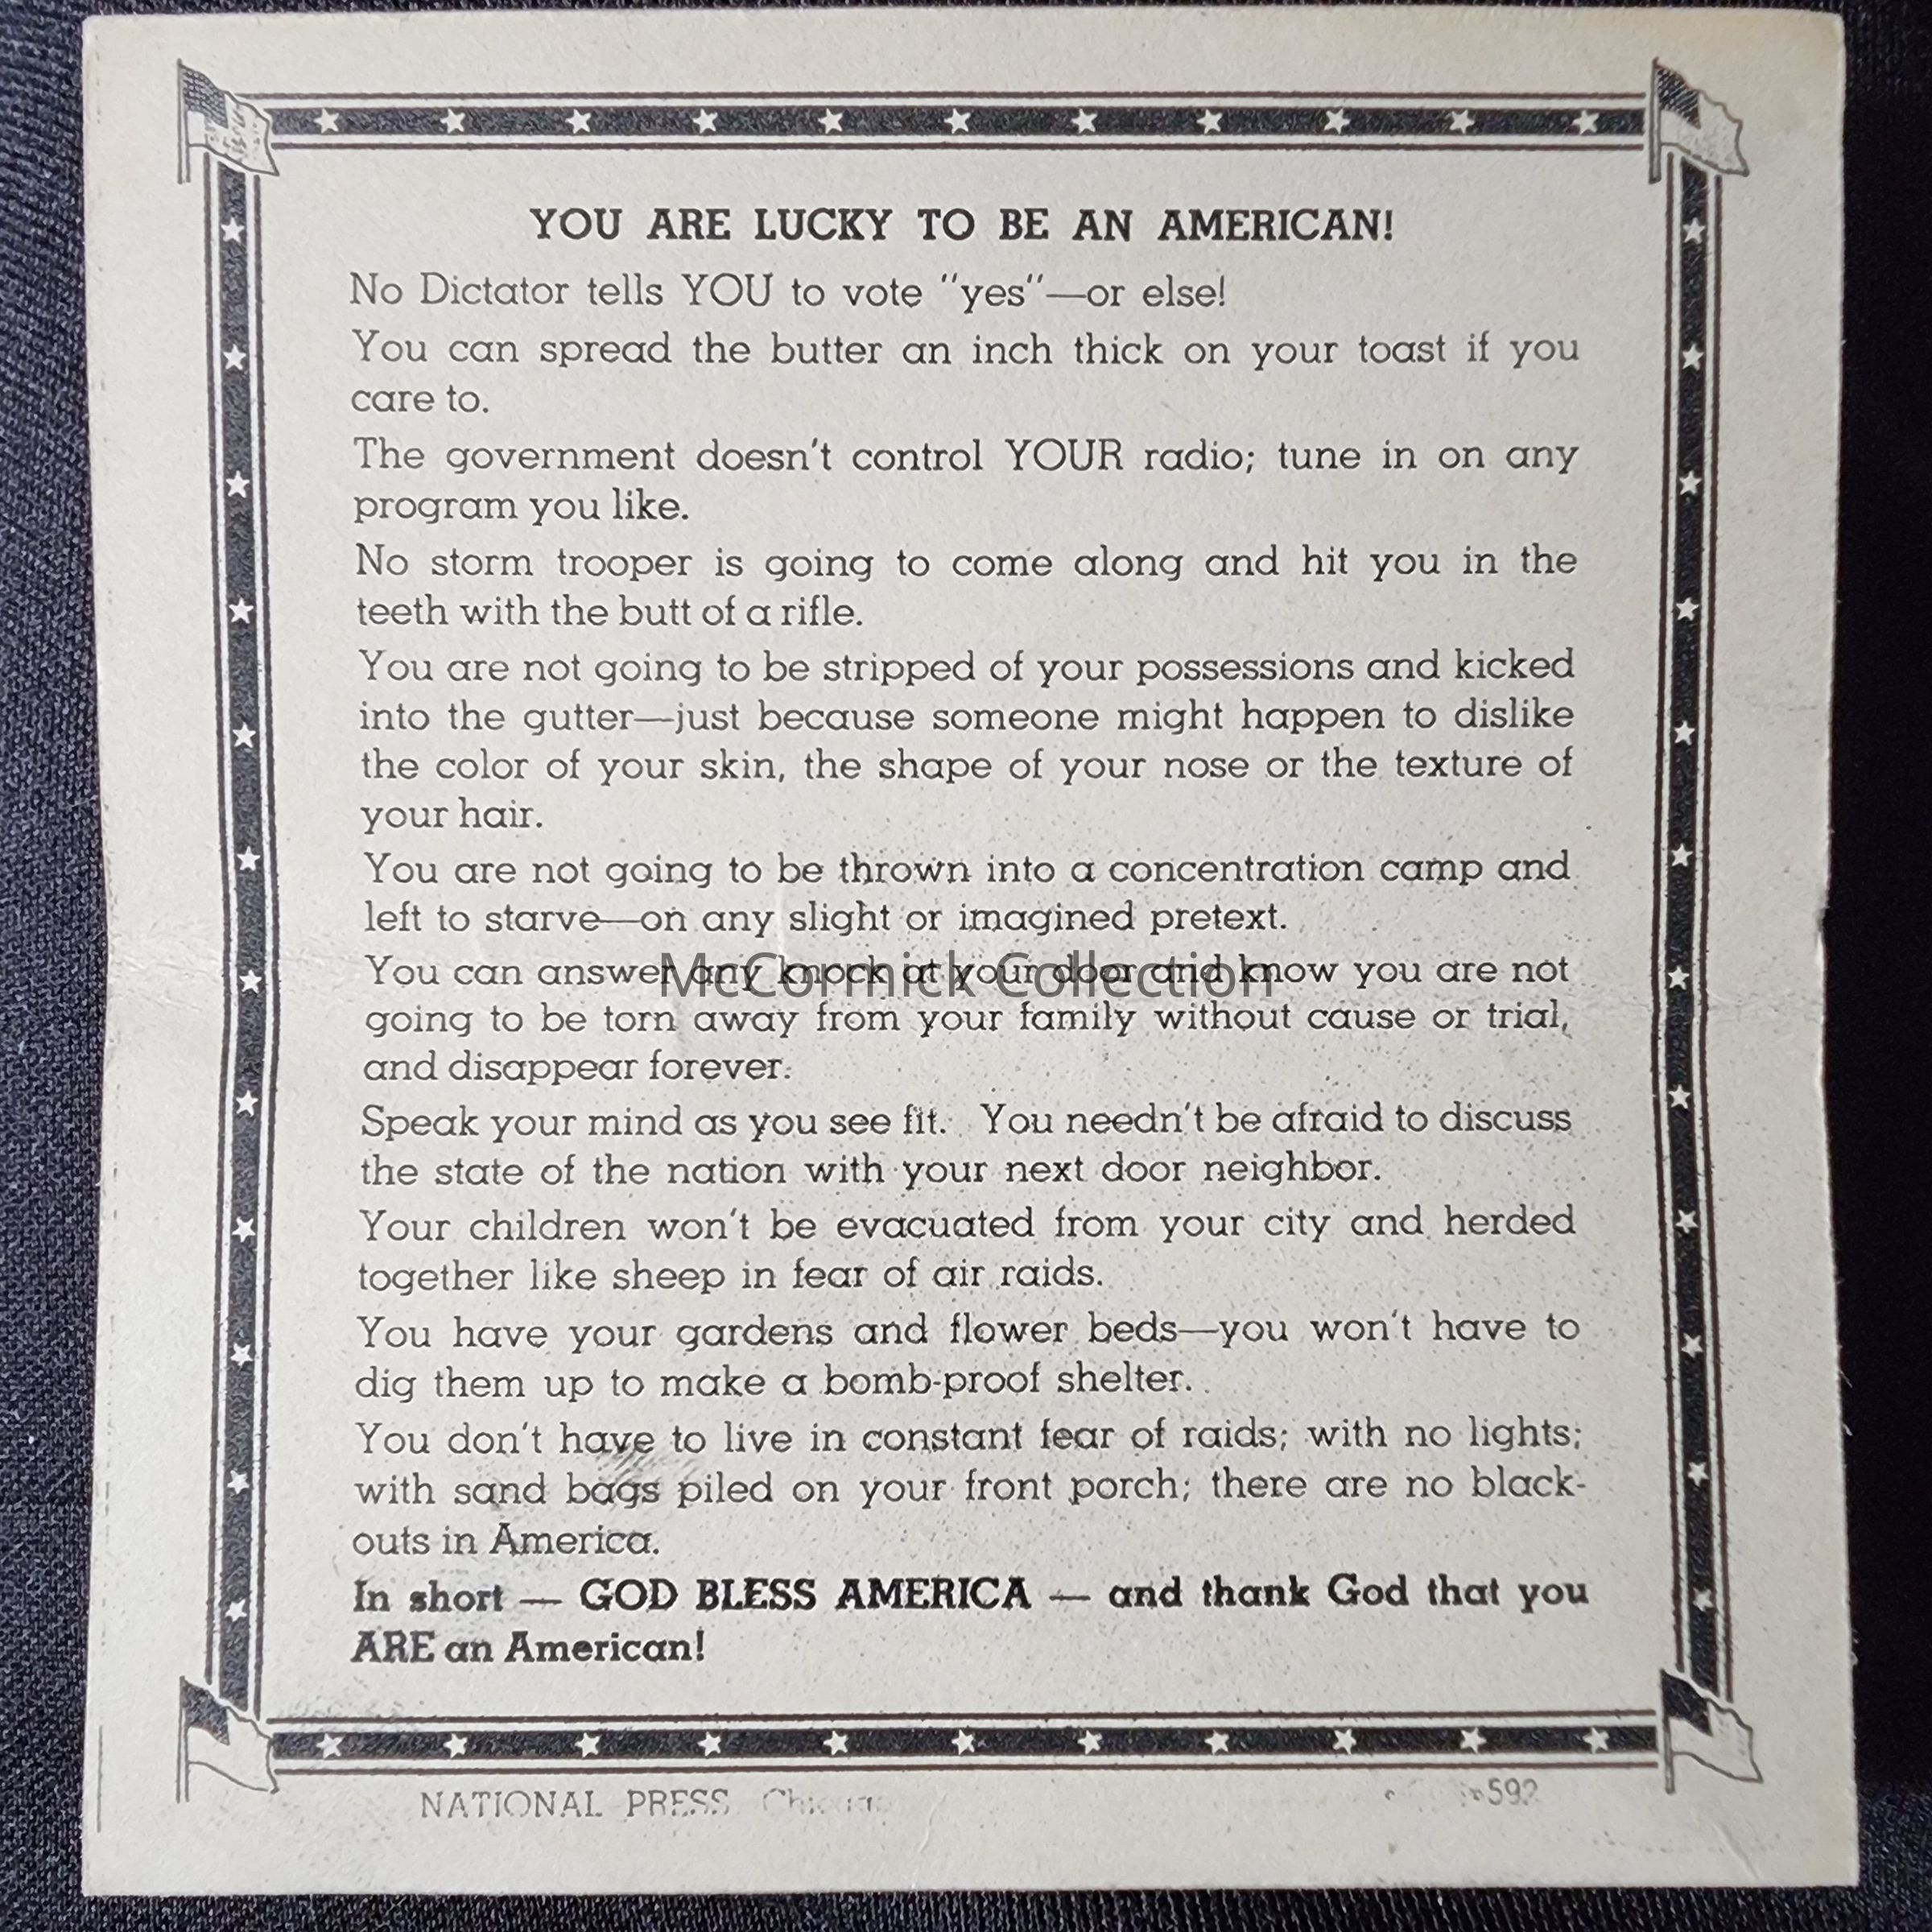 YOU ARE LUCKY TO BE AN AMERICAN!
No Dictator tells YOU to vote "yes"—or else!
You can spread the butter an inch thick on your toast if you
care to.
The government doesn't control YOUR radio; tune in on any
program you like.
No storm trooper is going to come along and hit you in the
teeth with the butt of a rifle.
You are not going to be stripped of your possessions and kicked
into the gutter—just because someone might happen to dislike
the color of your skin, the shape of your nose or the texture of
your hair.
You are not going to be thrown into a concentration camp and
left to starve—on any slight or imagined pretext.
You can answer any knock at your door and know you are not
McCormick Collection
going to be torn away from your family without cause or trial,
and disappear forever.
Speak your mind as you see fit. You needn't be afraid to discuss
the state of the nation with your next door neighbor.
Your children won't be evacuated from your city and herded
together like sheep in fear of air raids.
You have your gardens and flower beds—you won't have to
dig them up to make a bomb-proof shelter.
You don't have to live in constant fear of raids; with no lights;
with sand bags piled on your front porch; there are no black-
outs in America.
In short — GOD BLESS AMERICA — and thank God that you
ARE an American!
NATIONAL PRESS Chicago
592